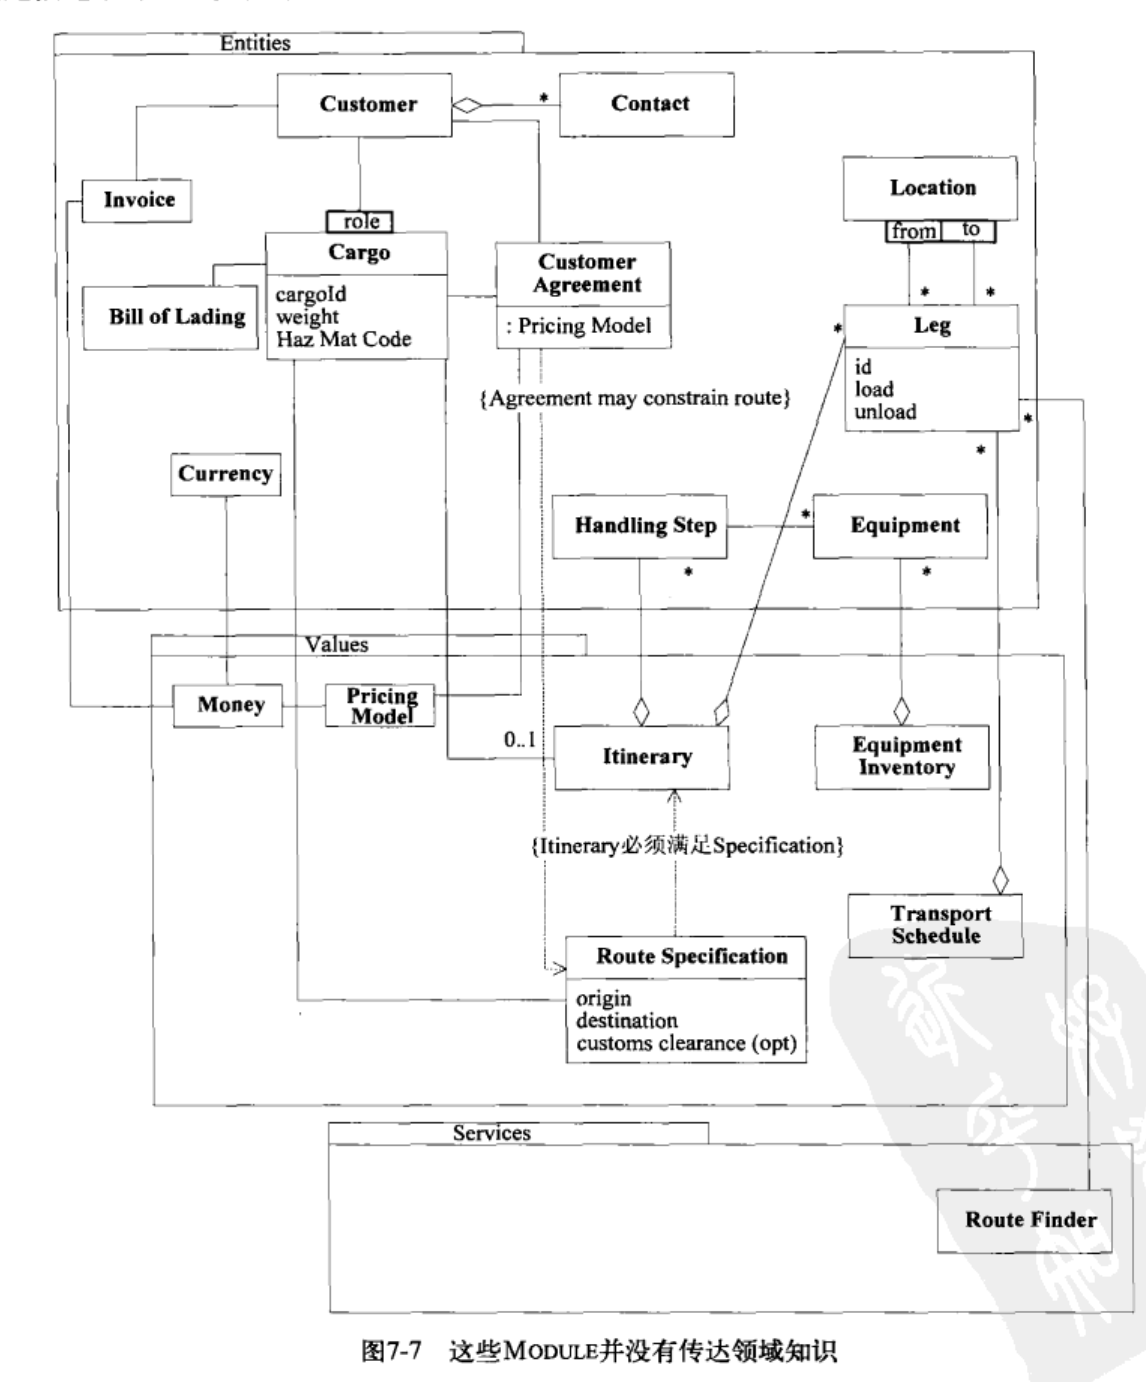 Entities
Customer
*
Contact
Invoice
Location
role
from
to
Cargo
cargoId
weight
Haz Mat Code
Customer
Agreement
: Pricing Model
Bill of Lading
*
*
*
Leg
id
load
unload
{Agreement may constrain route}
*
*
Currency
Handling Step
*
Equipment
*
*
Values
Money
Pricing
Model
0..1
Itinerary
Equipment
Inventory
{Itinerary必须满足Specification}
Transport
Schedule
Route Specification
origin
destination
customs clearance (opt)
Services
Route Finder
图7-7 这些MODULE并没有传达领域知识